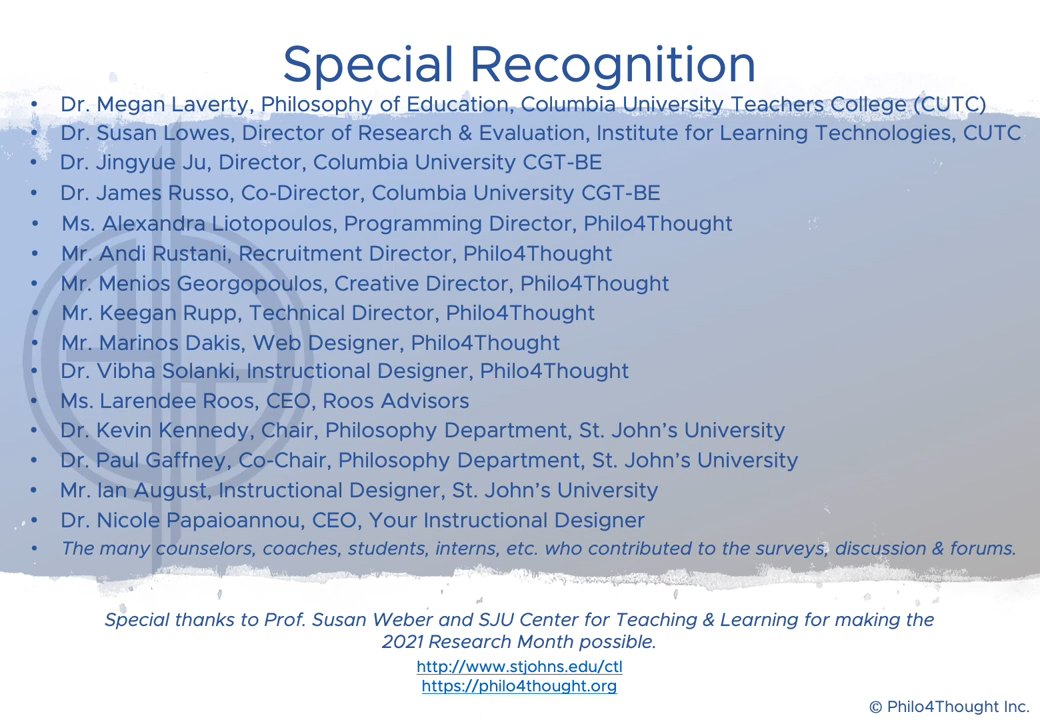 Special Recognition
• Dr. Megan Laverty, Philosophy of Education, Columbia University Teachers College (CUTC)
• Dr. Susan Lowes, Director of Research & Evaluation, Institute for Learning Technologies, CUTC
• Dr. Jingyue Ju, Director, Columbia University CGT-BE
• Dr. James Russo, Co-Director, Columbia University CGT-BE
• Ms. Alexandra Liotopoulos, Programming Director, Philo4Thought
• Mr. Andi Rustani, Recruitment Director, Philo4Thought
• Mr. Menios Georgopoulos, Creative Director, Philo4Thought
• Mr. Keegan Rupp, Technical Director, Philo4Thought
• Mr. Marinos Dakis, Web Designer, Philo4Thought
• Dr. Vibha Solanki, Instructional Designer, Philo4Thought
• Ms. Larendee Roos, CEO, Roos Advisors
• Dr. Kevin Kennedy, Chair, Philosophy Department, St. John’s University
• Dr. Paul Gaffney, Co-Chair, Philosophy Department, St. John’s University
• Mr. Ian August, Instructional Designer, St. John’s University
• Dr. Nicole Papaioannou, CEO, Your Instructional Designer
• The many counselors, coaches, students, interns, etc. who contributed to the surveys, discussion & forums.
Special thanks to Prof. Susan Weber and SJU Center for Teaching & Learning for making the
2021 Research Month possible.
http://www.stjohns.edu/ctl
https://philo4thought.org
© Philo4Thought Inc.